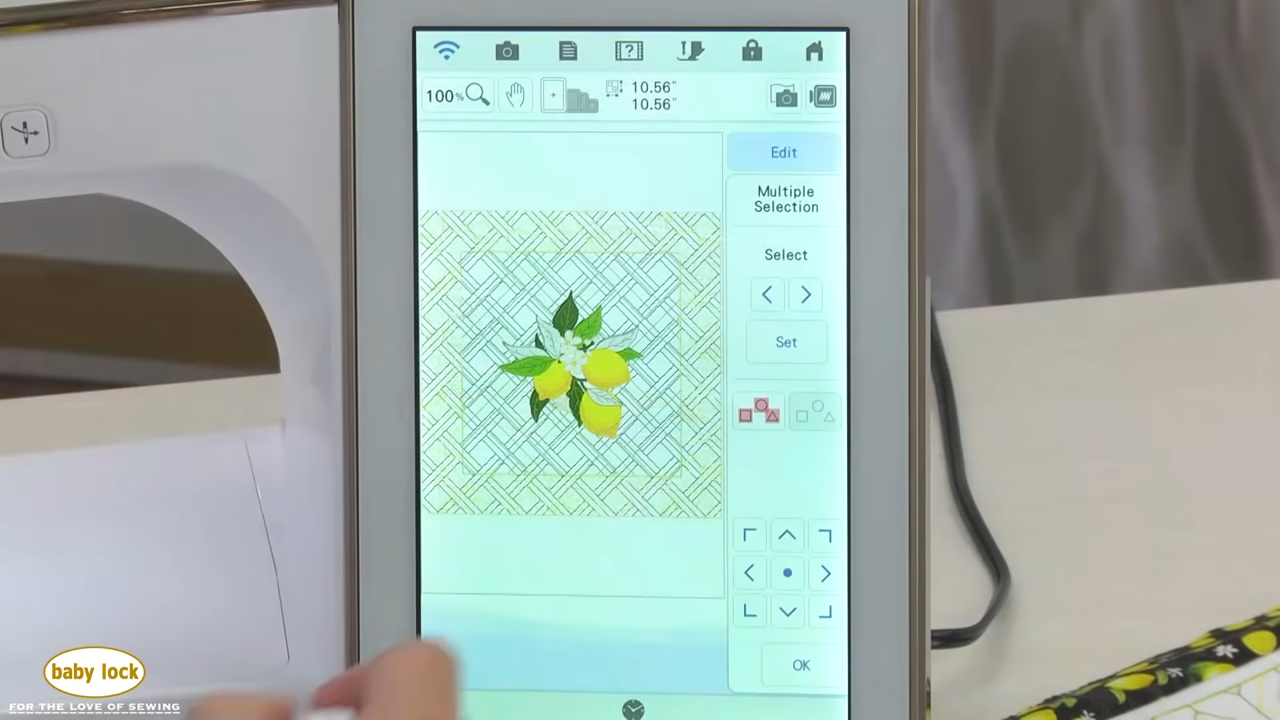 100%
10.56"
10.56"
Edit
Multiple
Selection
Select
Set
OK
baby lock
FOR THE LOVE OF SEWING